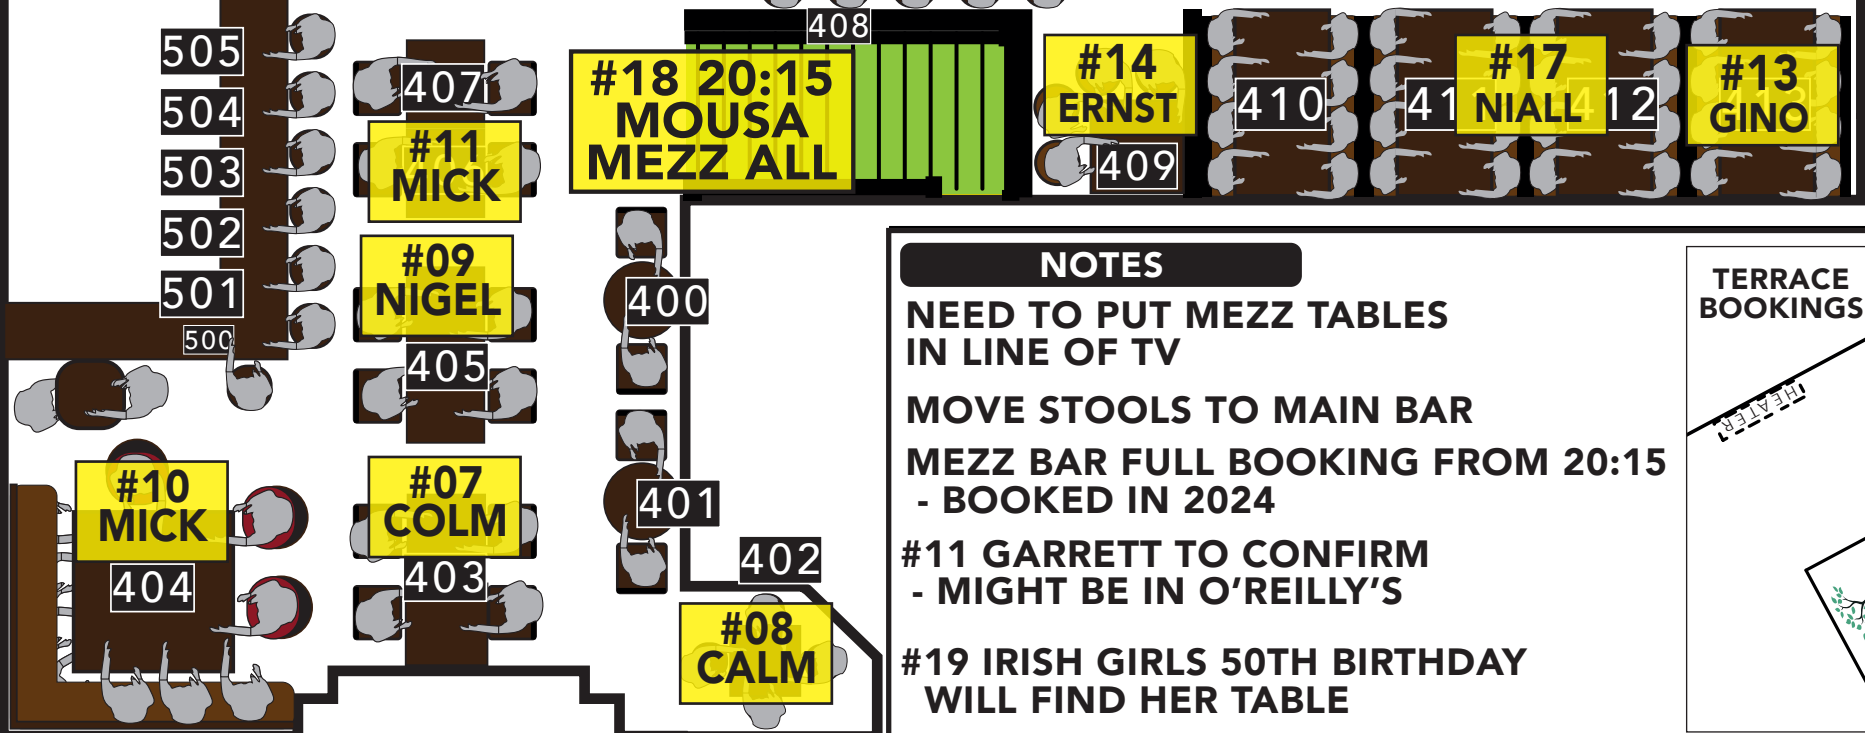 505
504
503
502
501
500
407
#11
MICK
#09
NIGEL
405
#10
MICK
404
#07
COLM
403
408
#18 20:15
MOUSA
MEZZ ALL
400
401
402
#08
CALM
#14
ERNST
409
410
41
#17
NIALL
12
#13
GINO
NOTES
NEED TO PUT MEZZ TABLES
IN LINE OF TV
MOVE STOOLS TO MAIN BAR
MEZZ BAR FULL BOOKING FROM 20:15
- BOOKED IN 2024
#11 GARRETT TO CONFIRM
- MIGHT BE IN O’REILLY’S
#19 IRISH GIRLS 50TH BIRTHDAY
WILL FIND HER TABLE
TERRACE
BOOKINGS
HEATER